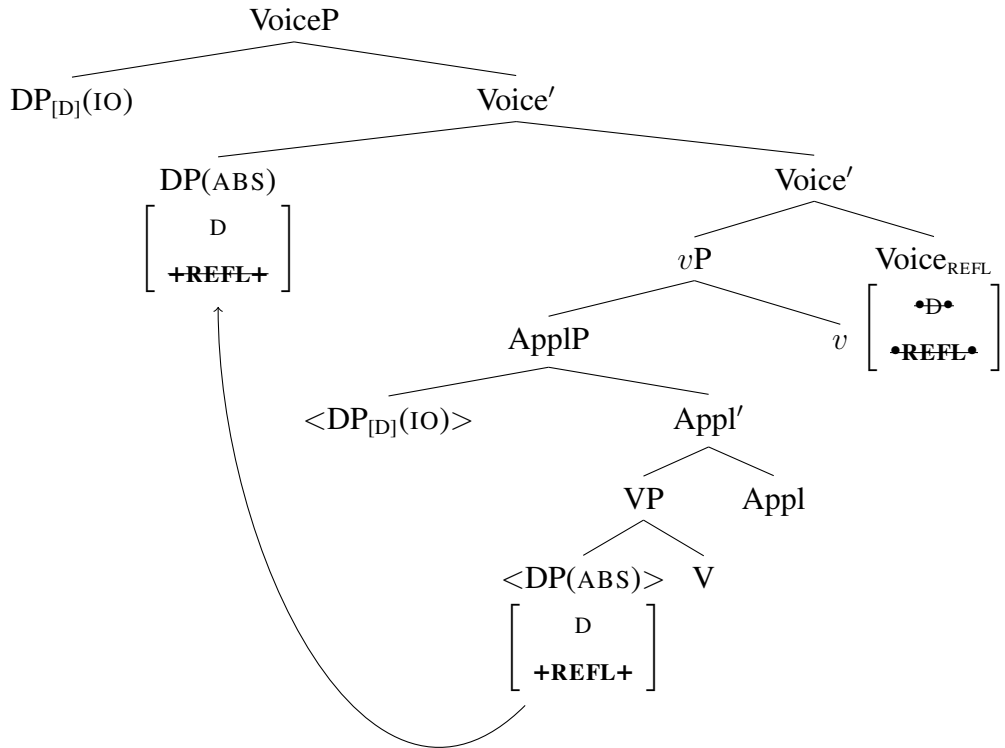 VoiceP
DP[D](IO) Voice′
DP(ABS) Voice′
D
+REFL+
vP VoiceREFL
•D•
•REFL•
ApplP v
<DP[D](IO)> Appl′
VP Appl
<DP(ABS)> V
D
+REFL+